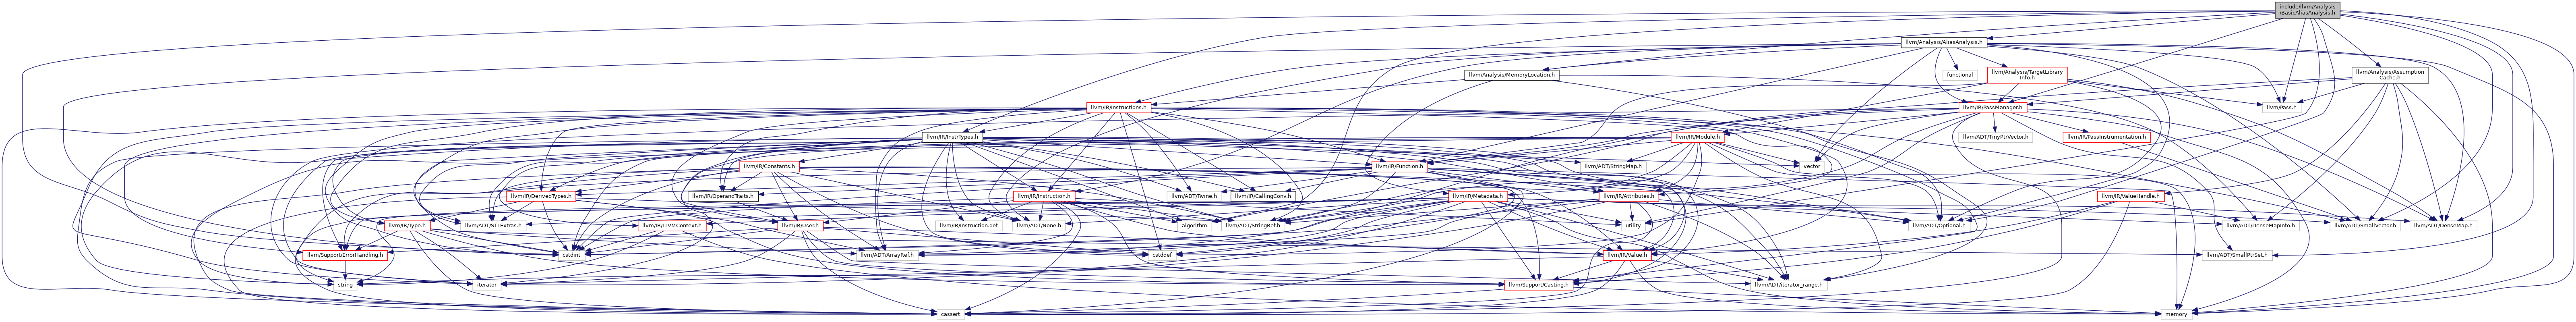 include/llvm/Analysis
/BasicAliasAnalysis.h
llvm/Analysis/AliasAnalysis.h
llvm/Analysis/MemoryLocation.h
functional
llvm/Analysis/TargetLibrary
Info.h
llvm/Analysis/Assumption
Cache.h
llvm/IR/Instructions.h
llvm/IR/PassManager.h
llvm/Pass.h
llvm/IR/InstrTypes.h
llvm/IR/Module.h
llvm/ADT/TinyPtrVector.h
llvm/IR/PassInstrumentation.h
llvm/IR/Constants.h
llvm/IR/Function.h
llvm/ADT/StringMap.h
vector
llvm/IR/DerivedTypes.h
llvm/IR/OperandTraits.h
llvm/IR/Instruction.h
llvm/ADT/Twine.h
llvm/IR/CallingConv.h
llvm/IR/Metadata.h
llvm/IR/Attributes.h
llvm/IR/ValueHandle.h
llvm/IR/Type.h
llvm/ADT/STLExtras.h
llvm/IR/LLVMContext.h
llvm/IR/User.h
llvm/IR/Instruction.def
llvm/ADT/None.h
algorithm
llvm/ADT/StringRef.h
utility
llvm/ADT/Optional.h
llvm/ADT/DenseMapInfo.h
llvm/ADT/SmallVector.h
llvm/ADT/DenseMap.h
llvm/Support/ErrorHandling.h
cstdint
llvm/ADT/ArrayRef.h
cstddef
llvm/IR/Value.h
llvm/ADT/SmallPtrSet.h
string
iterator
llvm/Support/Casting.h
llvm/ADT/iterator_range.h
cassert
memory